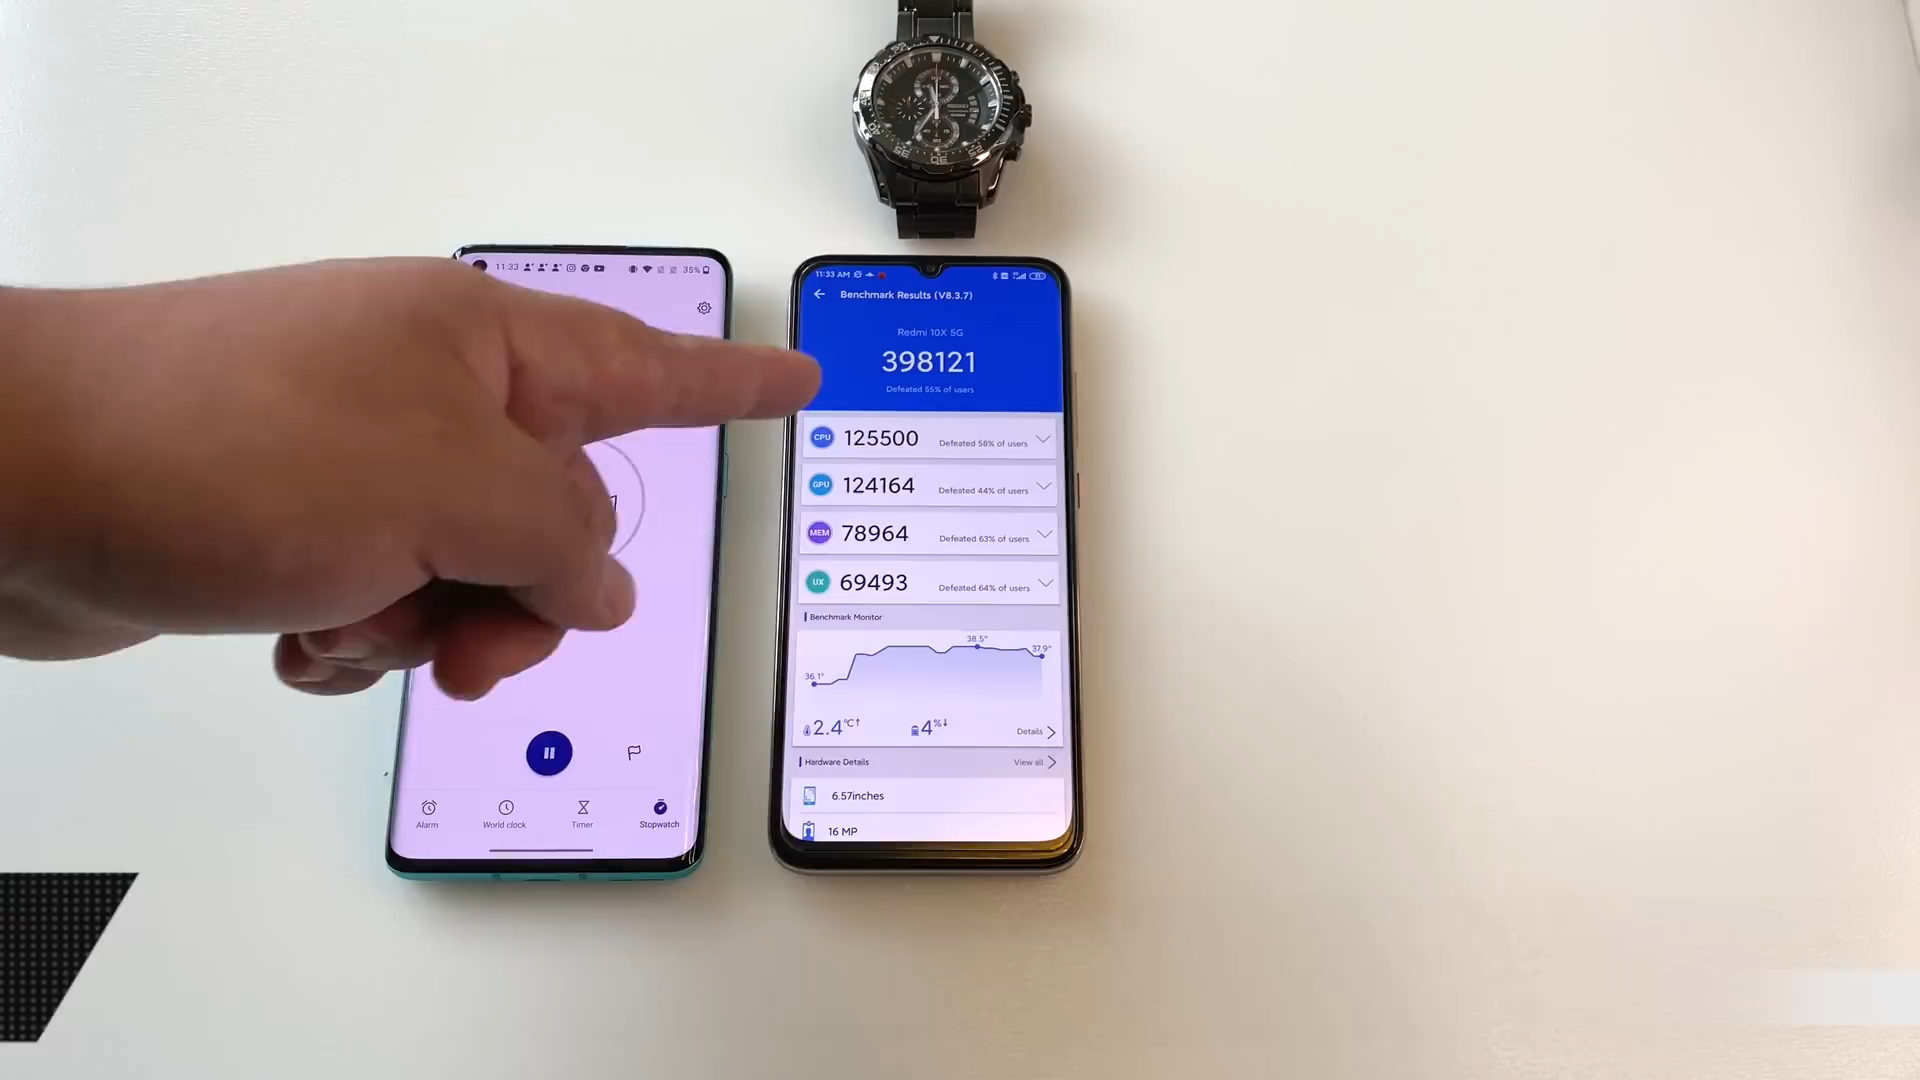 11:33
35%
Alarm
World clock
Timer
Stopwatch
11:33 AM
Benchmark Results (V8.3.7)
Redmi 10X 5G
398121
Defeated 55% of users
CPU 125500 Defeated 58% of users
GPU 124164 Defeated 44% of users
MEM 78964 Defeated 63% of users
UX 69493 Defeated 64% of users
Benchmark Monitor
38.5°
37.9°
36.1°
2.4°C↑ 4%↓ Details
Hardware Details View all
6.57inches
16 MP